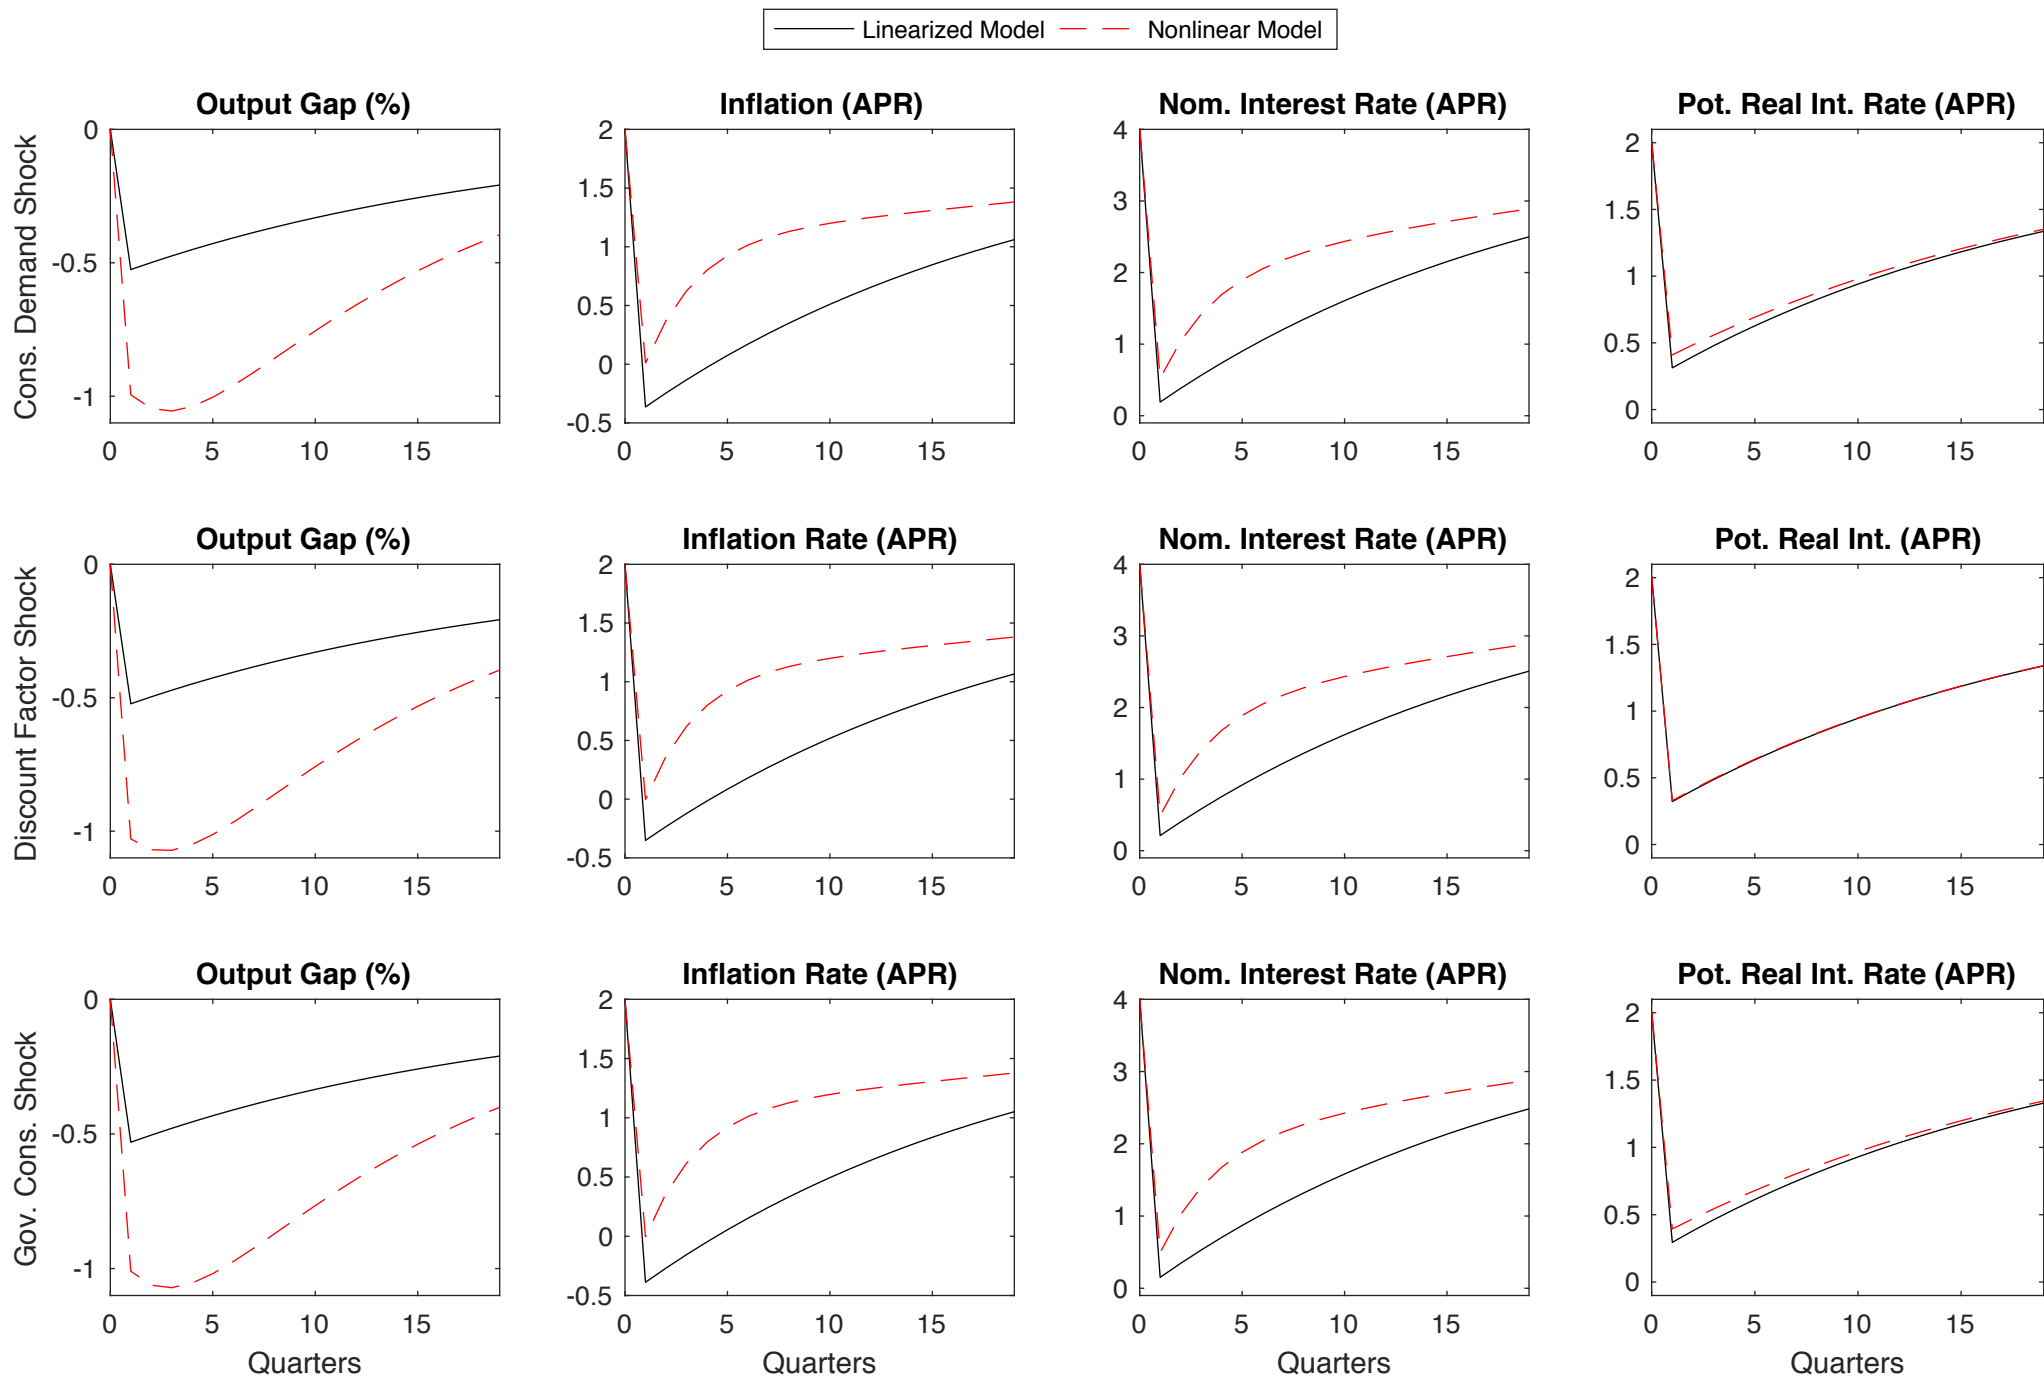 Linearized Model Nonlinear Model
Output Gap (%) Inflation (APR) Nom. Interest Rate (APR) Pot. Real Int. Rate (APR)
Cons. Demand Shock
0
-0.5
-1
0 5 10 15
2
1.5
1
0.5
0
-0.5
0 5 10 15
4
3
2
1
0
0 5 10 15
2
1.5
1
0.5
0
0 5 10 15
Output Gap (%) Inflation Rate (APR) Nom. Interest Rate (APR) Pot. Real Int. (APR)
Discount Factor Shock
0
-0.5
-1
0 5 10 15
2
1.5
1
0.5
0
-0.5
0 5 10 15
4
3
2
1
0
0 5 10 15
2
1.5
1
0.5
0
0 5 10 15
Output Gap (%) Inflation Rate (APR) Nom. Interest Rate (APR) Pot. Real Int. Rate (APR)
Gov. Cons. Shock
0
-0.5
-1
0 5 10 15
2
1.5
1
0.5
0
-0.5
0 5 10 15
4
3
2
1
0
0 5 10 15
2
1.5
1
0.5
0
0 5 10 15
Quarters Quarters Quarters Quarters